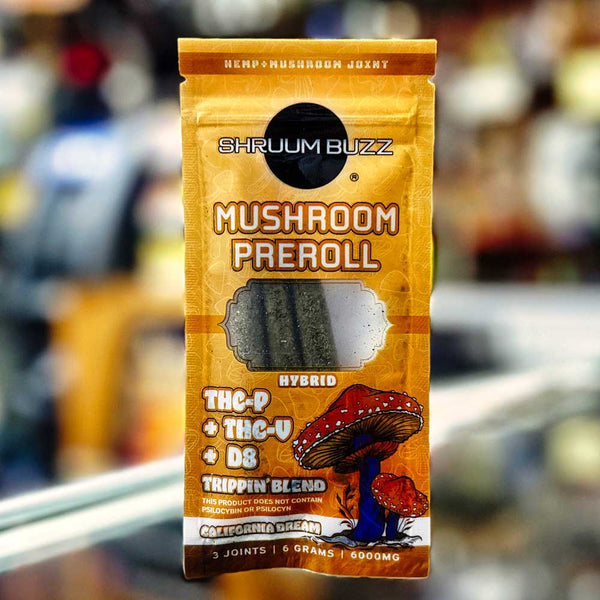 HEMP+MUSHROOM JOINT
SHRUUM BUZZ
®
MUSHROOM
PREROLL
HYBRID
THC-P
+ THC-V
+ D8
TRIPPIN' BLEND
THIS PRODUCT DOES NOT CONTAIN
PSILOCYBIN OR PSILOCYN
CALIFORNIA DREAM
3 JOINTS | 6 GRAMS | 6000MG